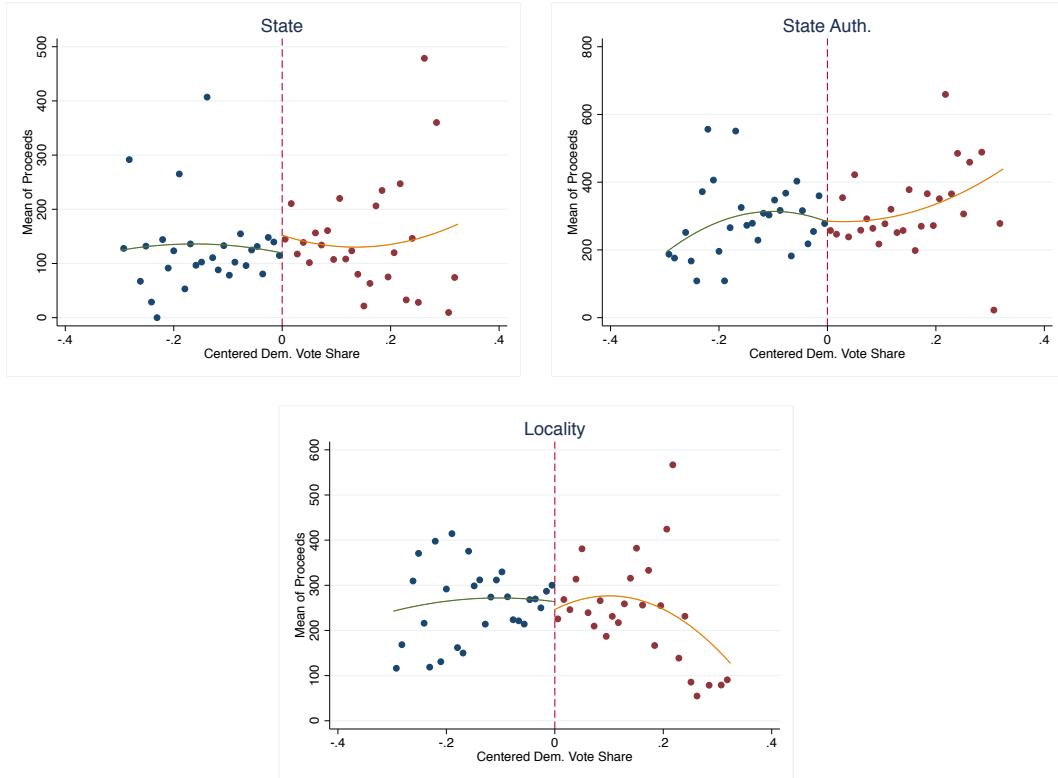 State
Mean of Proceeds
0 100 200 300 400 500
-.4 -.2 0 .2 .4
Centered Dem. Vote Share
State Auth.
Mean of Proceeds
0 200 400 600 800
-.4 -.2 0 .2 .4
Centered Dem. Vote Share
Locality
Mean of Proceeds
0 100 200 300 400 500 600
-.4 -.2 0 .2 .4
Centered Dem. Vote Share